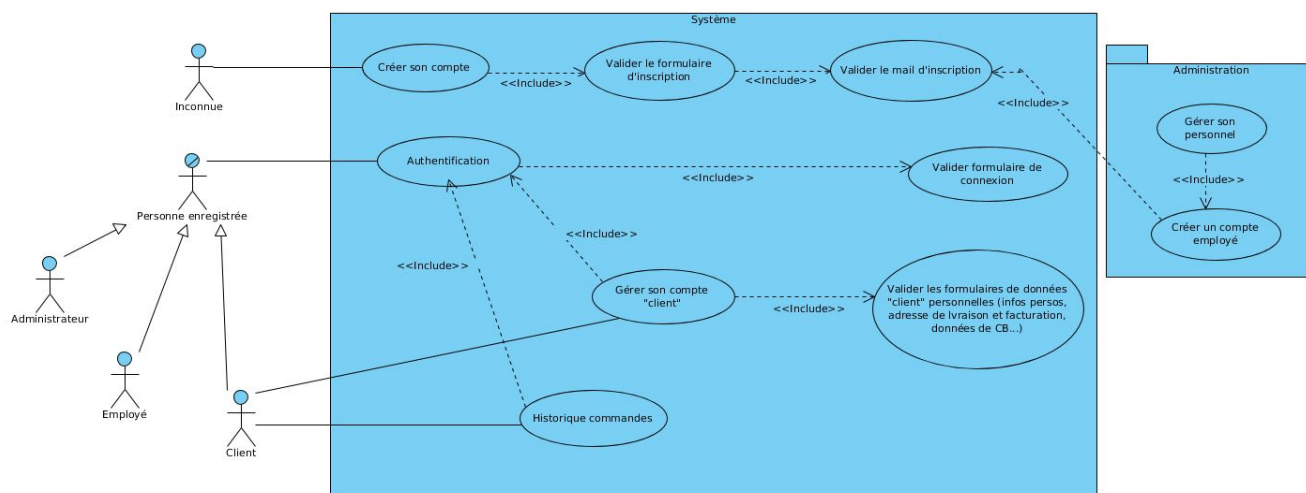 Système
Inconnue
Créer son compte
<<Include>>
Valider le formulaire
d'inscription
<<Include>>
Valider le mail d'inscription
<<Include>>
Administration
Gérer son
personnel
<<Include>>
Créer un compte
employé
Personne enregistrée
Authentification
<<Include>>
Valider formulaire de
connexion
<<Include>>
<<Include>>
Administrateur
Gérer son compte
"client"
<<Include>>
Valider les formulaires de données
"client" personnelles (infos persos,
adresse de lvraison et facturation,
données de CB...)
Employé
Client
Historique commandes